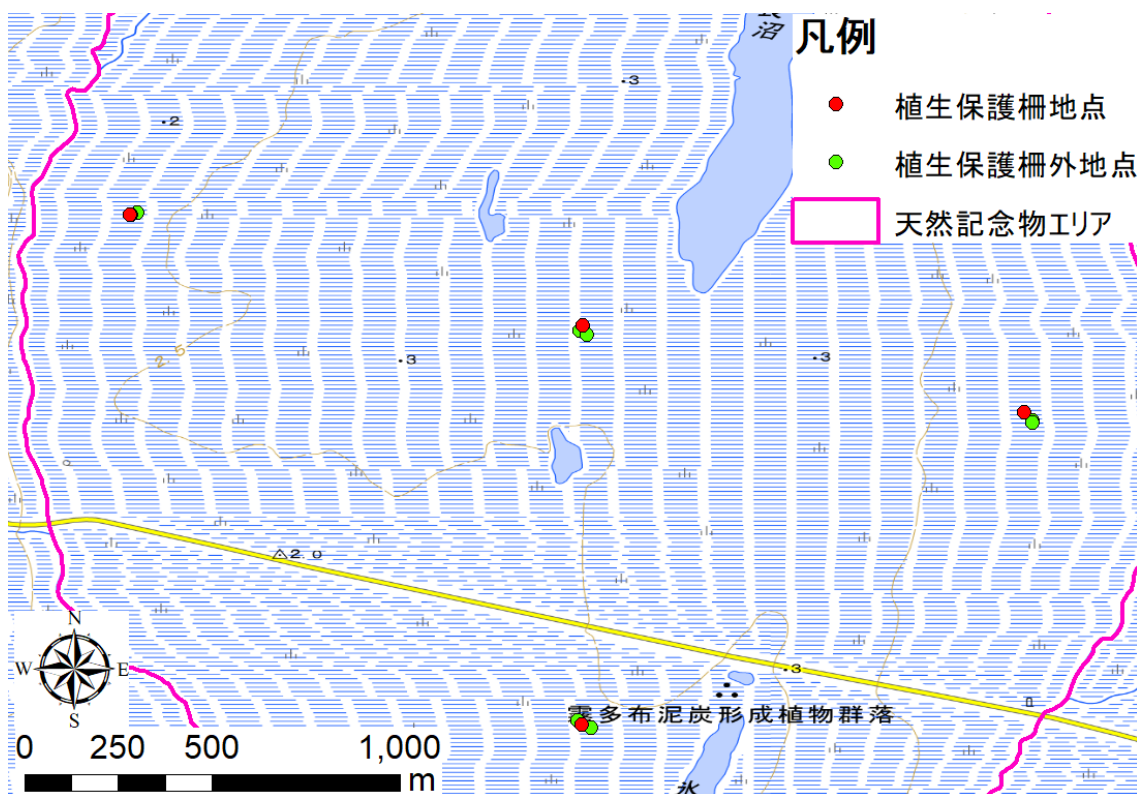 長沼
凡例
植生保護柵地点
植生保護柵外地点
天然記念物エリア
・3
・2
2.5
・3
・3
△2.0
・3
霧多布泥炭形成植物群落
N
W E
S
0 250 500 1,000
m